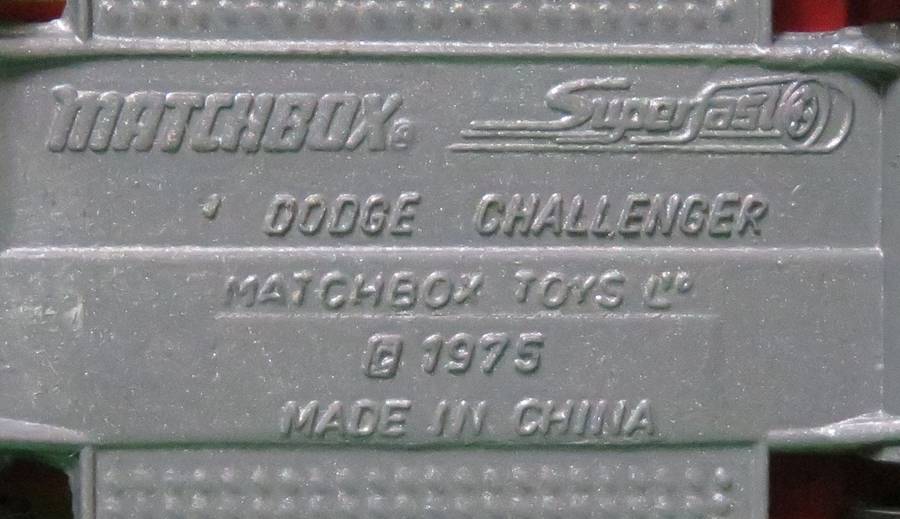 MATCHBOX® Superfast
DODGE CHALLENGER
MATCHBOX TOYS LTD
© 1975
MADE IN CHINA